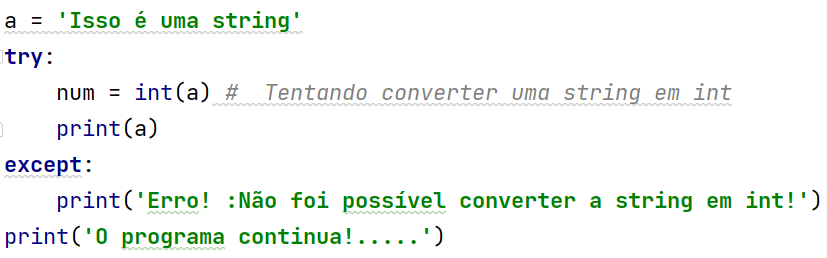 a = 'Isso é uma string'
try:
    num = int(a) #  Tentando converter uma string em int
    print(a)
except:
    print('Erro! :Não foi possível converter a string em int!')
print('O programa continua!.....')